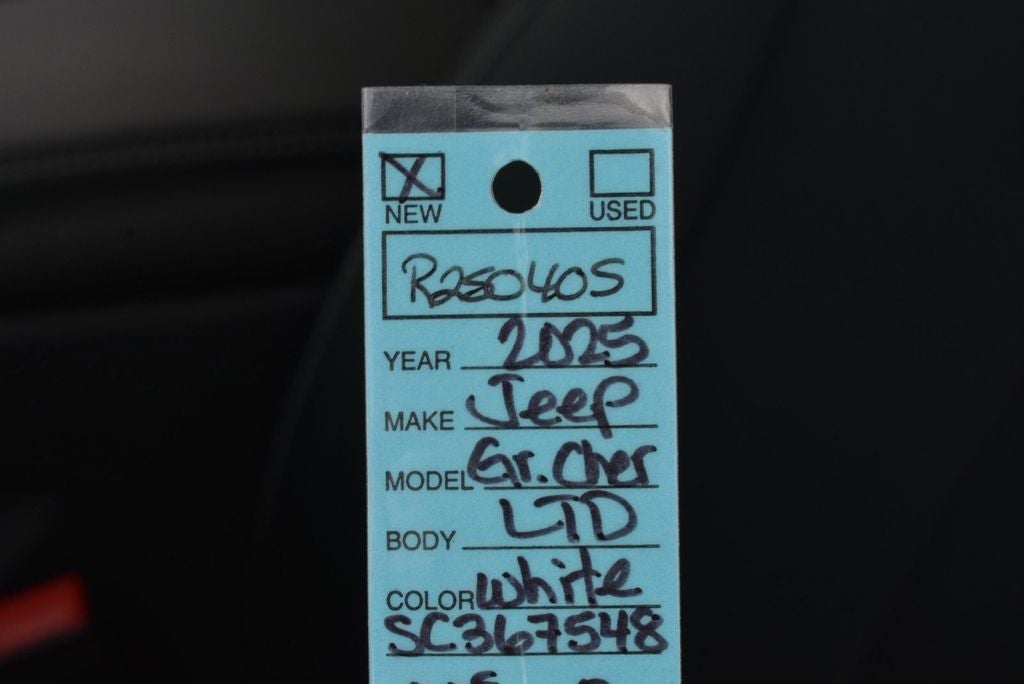 X
NEW USED
R250405
YEAR 2025
MAKE Jeep
MODEL Gr. Cher
BODY LTD
COLOR White
SC367548